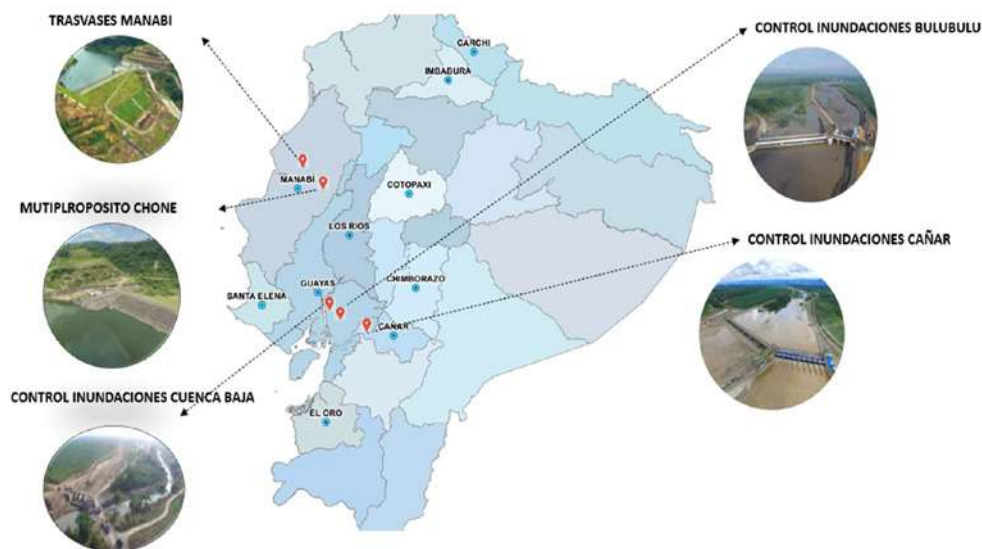 TRASVASES MANABI
CONTROL INUNDACIONES BULUBULU
CARCHI
IMBABURA
MANABÍ
COTOPAXI
MUTIPLROPOSITO CHONE
LOS RIOS
CONTROL INUNDACIONES CAÑAR
GUAYAS
CHIMBORAZO
SANTA ELENA
CAÑAR
CONTROL INUNDACIONES CUENCA BAJA
EL ORO